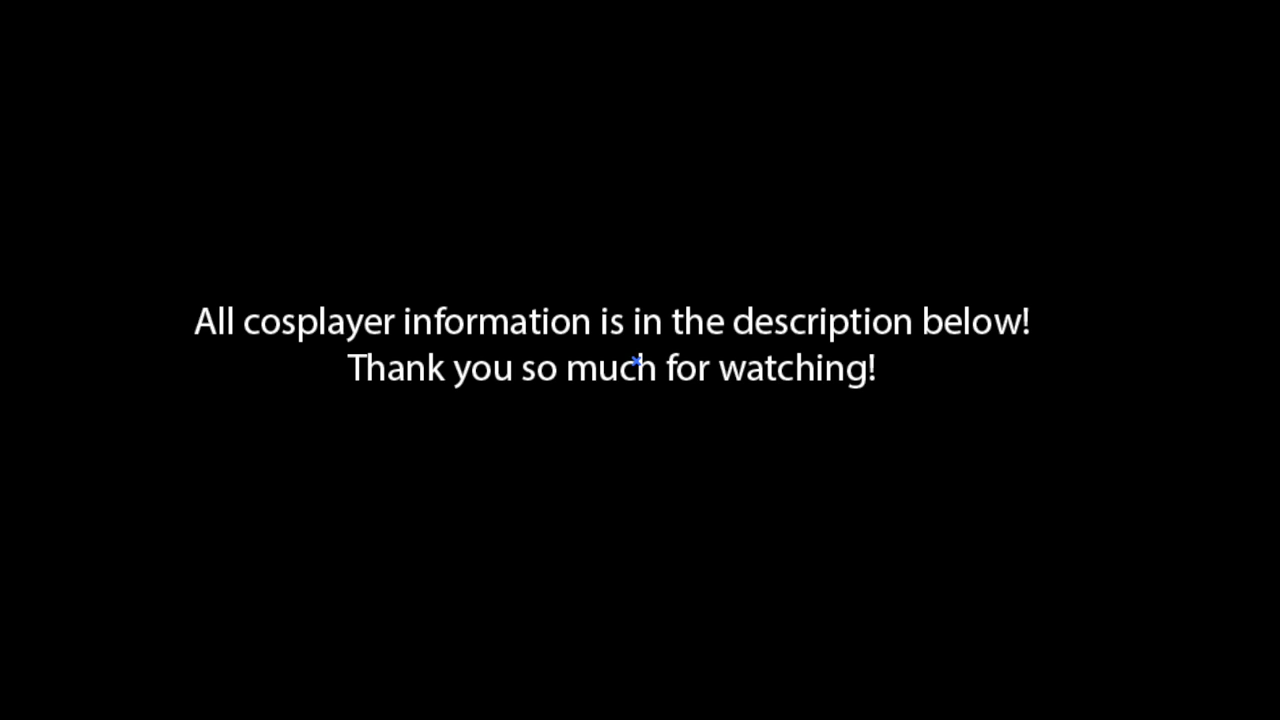 All cosplayer information is in the description below!
Thank you so much for watching!